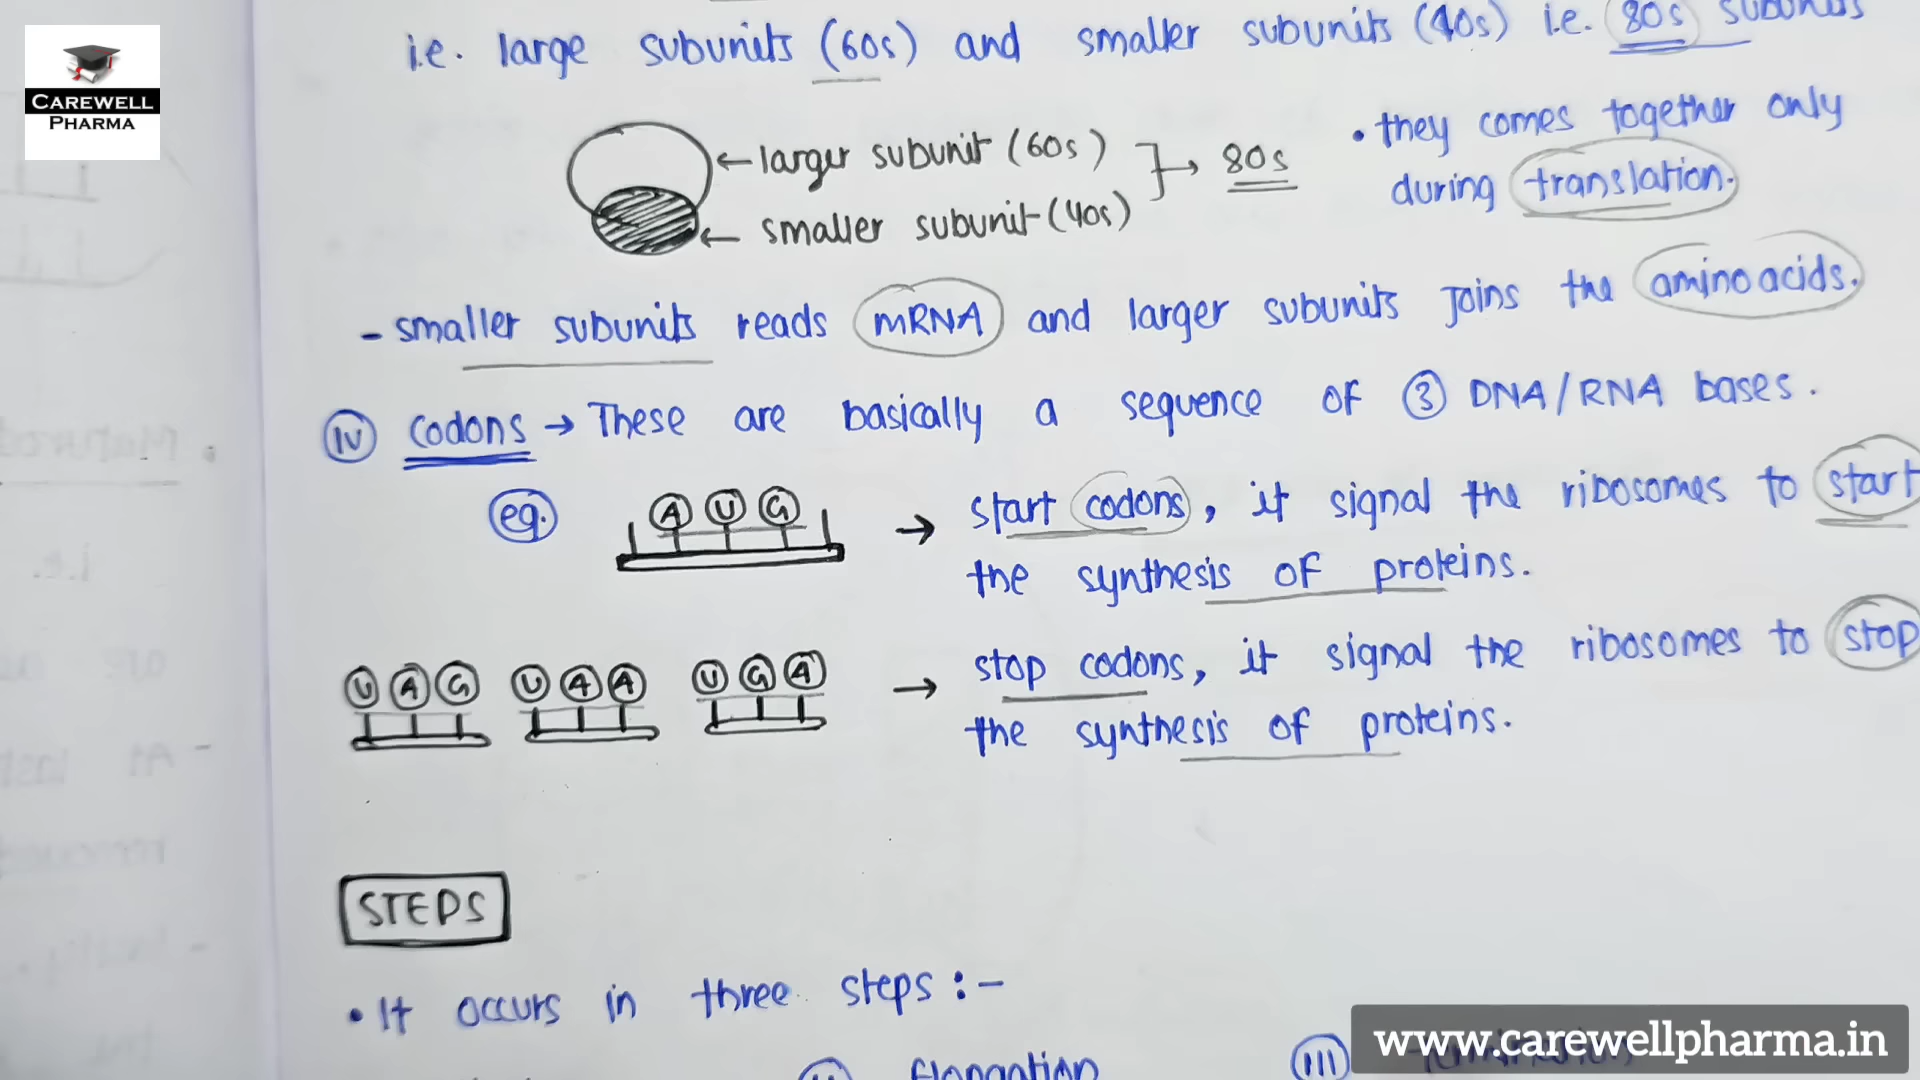 CAREWELL
PHARMA
i.e. large subunits (60s) and smaller subunits (40s) i.e. 80s subunits
larger subunit (60s)
smaller subunit (40s)
80s
• they comes together only
during translation.
- smaller subunits reads mRNA and larger subunits joins the amino acids.
iv codons → These are basically a sequence of 3 DNA/RNA bases.
eg. A U G → start codons, it signal the ribosomes to start
the synthesis of proteins.
U A G U A A U G A → stop codons, it signal the ribosomes to stop
the synthesis of proteins.
STEPS
• It occurs in three steps :-
Elongation
III
www.carewellpharma.in